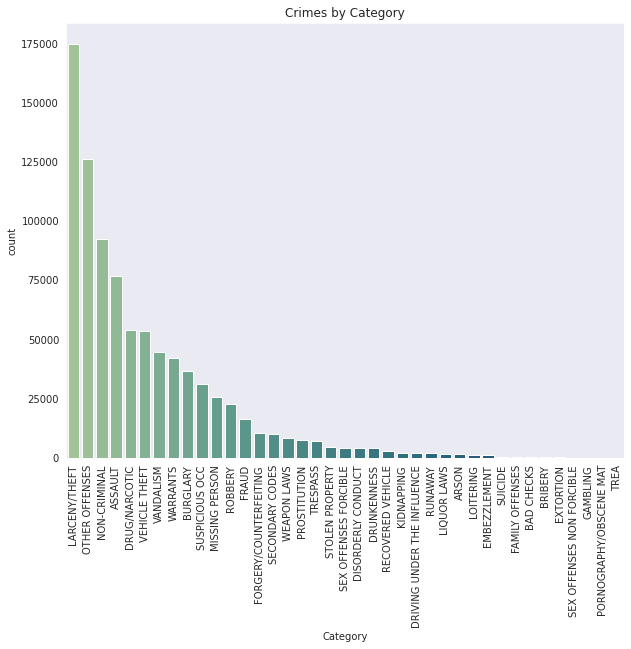 Crimes by Category
count
175000
150000
125000
100000
75000
50000
25000
0
LARCENY/THEFT
OTHER OFFENSES
NON-CRIMINAL
ASSAULT
DRUG/NARCOTIC
VEHICLE THEFT
VANDALISM
WARRANTS
BURGLARY
SUSPICIOUS OCC
MISSING PERSON
ROBBERY
FRAUD
FORGERY/COUNTERFEITING
SECONDARY CODES
WEAPON LAWS
PROSTITUTION
TRESPASS
STOLEN PROPERTY
SEX OFFENSES FORCIBLE
DISORDERLY CONDUCT
DRUNKENNESS
RECOVERED VEHICLE
KIDNAPPING
DRIVING UNDER THE INFLUENCE
RUNAWAY
LIQUOR LAWS
ARSON
LOITERING
EMBEZZLEMENT
SUICIDE
FAMILY OFFENSES
BAD CHECKS
BRIBERY
EXTORTION
SEX OFFENSES NON FORCIBLE
GAMBLING
PORNOGRAPHY/OBSCENE MAT
TREA
Category